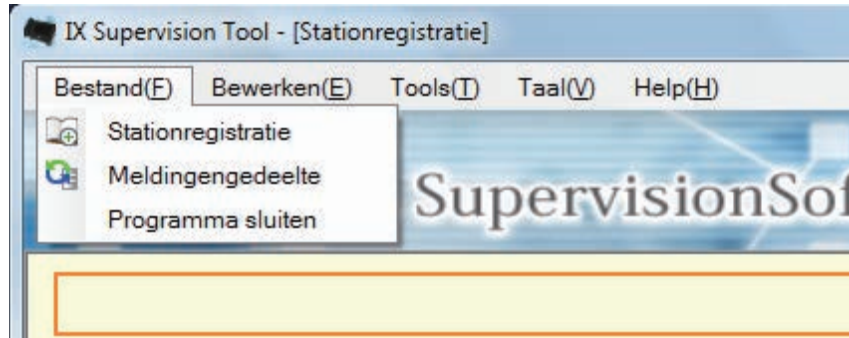 IX Supervision Tool - [Stationregistratie]
Bestand(F) Bewerken(E) Tools(T) Taal(V) Help(H)
Stationregistratie
Meldingengedeelte
Programma sluiten
SupervisionSof